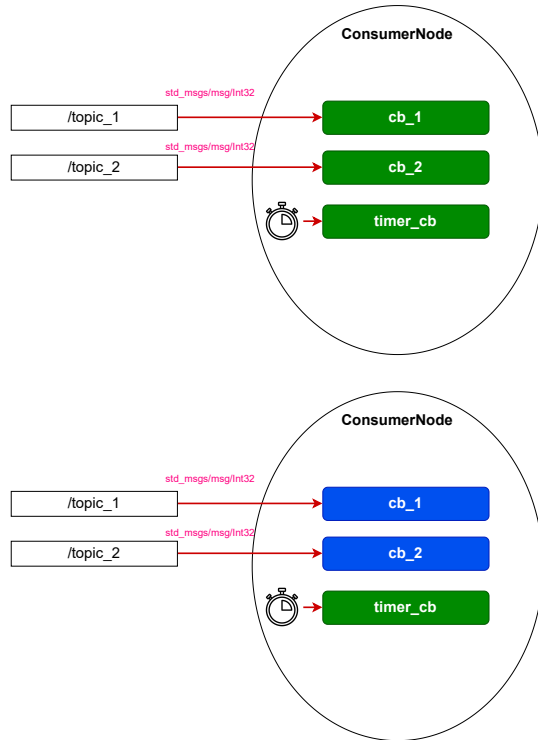 ConsumerNode
std_msgs/msg/Int32
/topic_1
cb_1
std_msgs/msg/Int32
/topic_2
cb_2
timer_cb
ConsumerNode
std_msgs/msg/Int32
/topic_1
cb_1
std_msgs/msg/Int32
/topic_2
cb_2
timer_cb